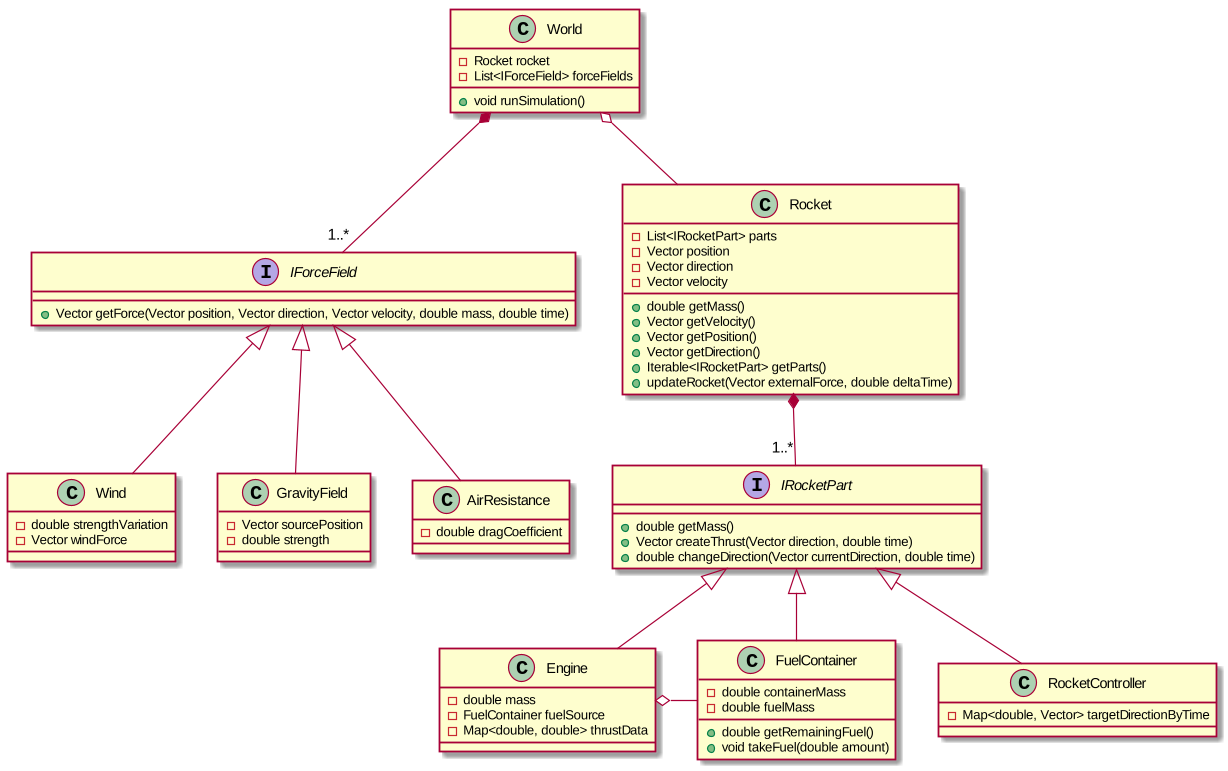 C World
Rocket rocket
List<IForceField> forceFields
void runSimulation()
1..*
C Rocket
List<IRocketPart> parts
Vector position
Vector direction
Vector velocity
double getMass()
Vector getVelocity()
Vector getPosition()
Vector getDirection()
Iterable<IRocketPart> getParts()
updateRocket(Vector externalForce, double deltaTime)
I IForceField
Vector getForce(Vector position, Vector direction, Vector velocity, double mass, double time)
1..*
C Wind
double strengthVariation
Vector windForce
C GravityField
Vector sourcePosition
double strength
C AirResistance
double dragCoefficient
I IRocketPart
double getMass()
Vector createThrust(Vector direction, double time)
double changeDirection(Vector currentDirection, double time)
C Engine
double mass
FuelContainer fuelSource
Map<double, double> thrustData
C FuelContainer
double containerMass
double fuelMass
double getRemainingFuel()
void takeFuel(double amount)
C RocketController
Map<double, Vector> targetDirectionByTime